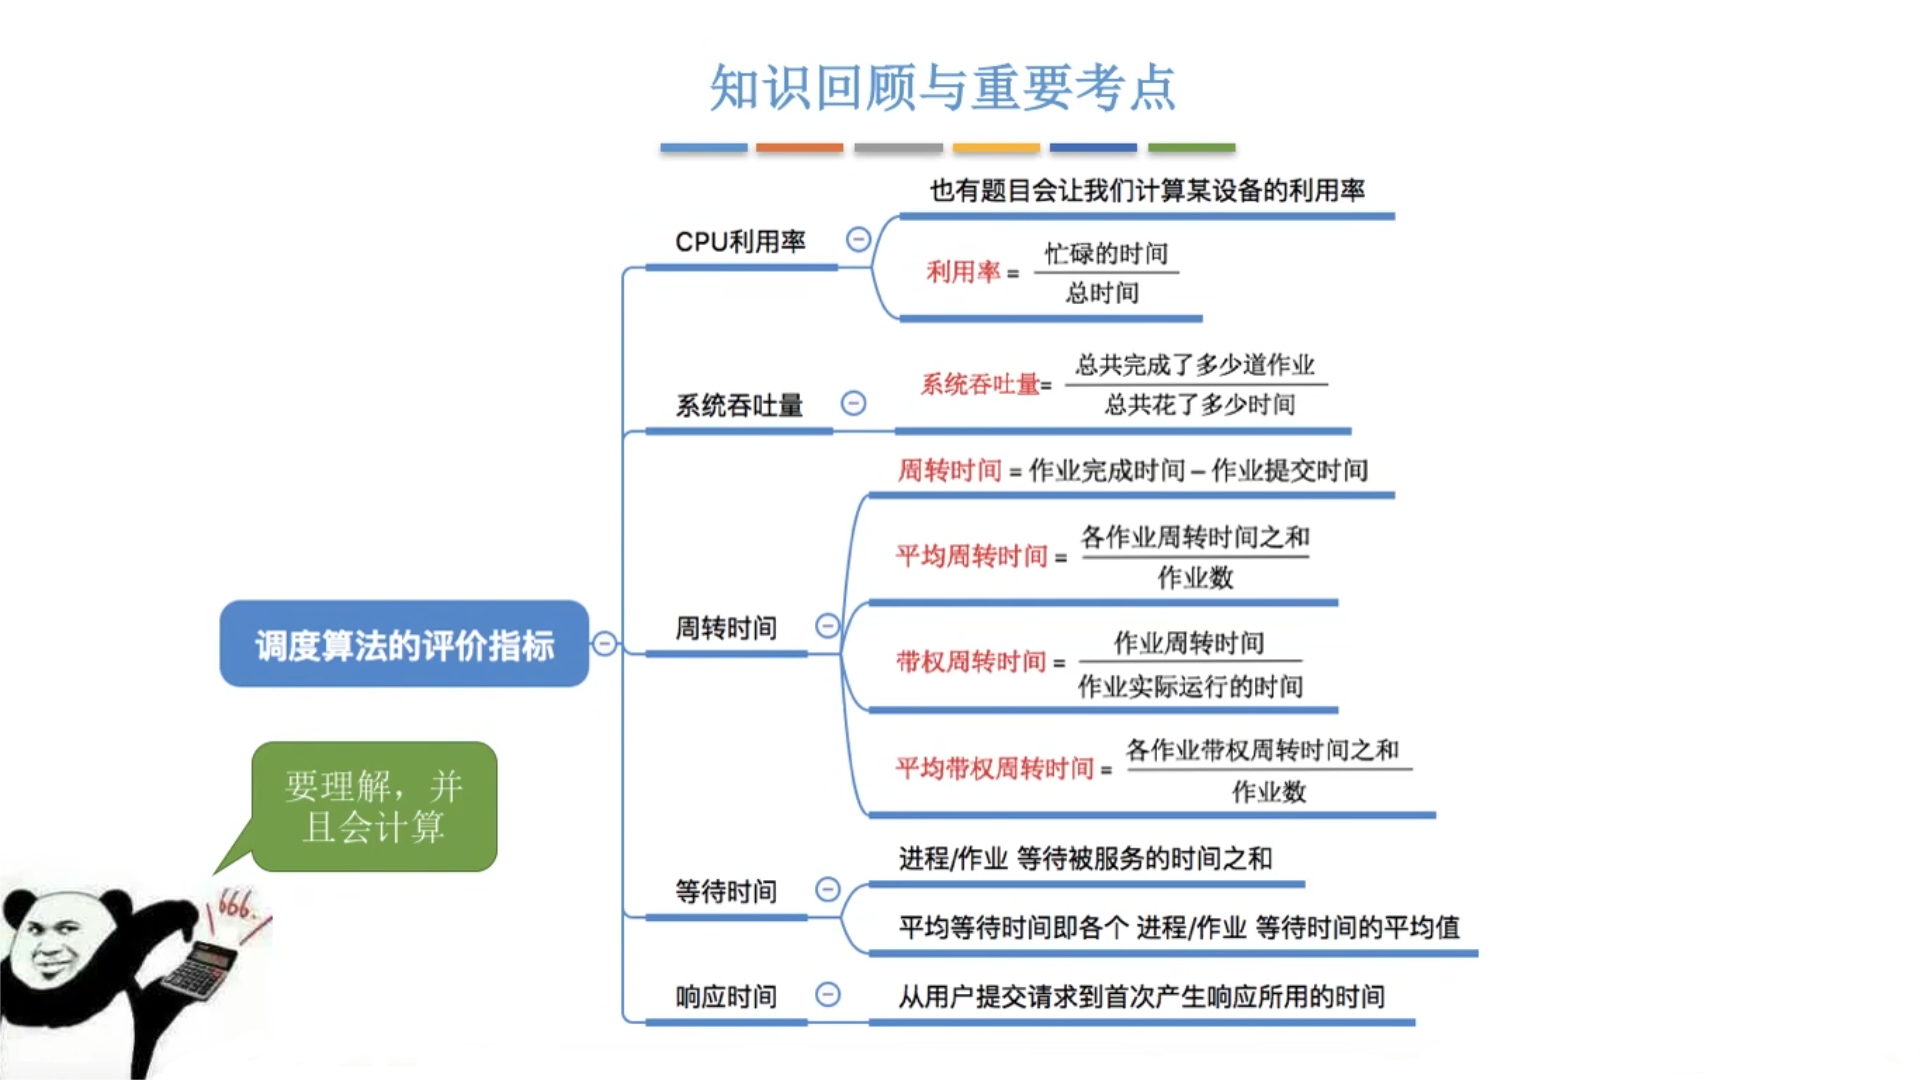 知识回顾与重要考点
也有题目会让我们计算某设备的利用率
CPU利用率
利用率 = 忙碌的时间
总时间
系统吞吐量
系统吞吐量= 总共完成了多少道作业
总共花了多少时间
周转时间 = 作业完成时间 – 作业提交时间
平均周转时间 = 各作业周转时间之和
作业数
周转时间
带权周转时间 = 作业周转时间
作业实际运行的时间
平均带权周转时间 = 各作业带权周转时间之和
作业数
调度算法的评价指标
要理解，并
且会计算
666.
进程/作业 等待被服务的时间之和
等待时间
平均等待时间即各个 进程/作业 等待时间的平均值
响应时间
从用户提交请求到首次产生响应所用的时间